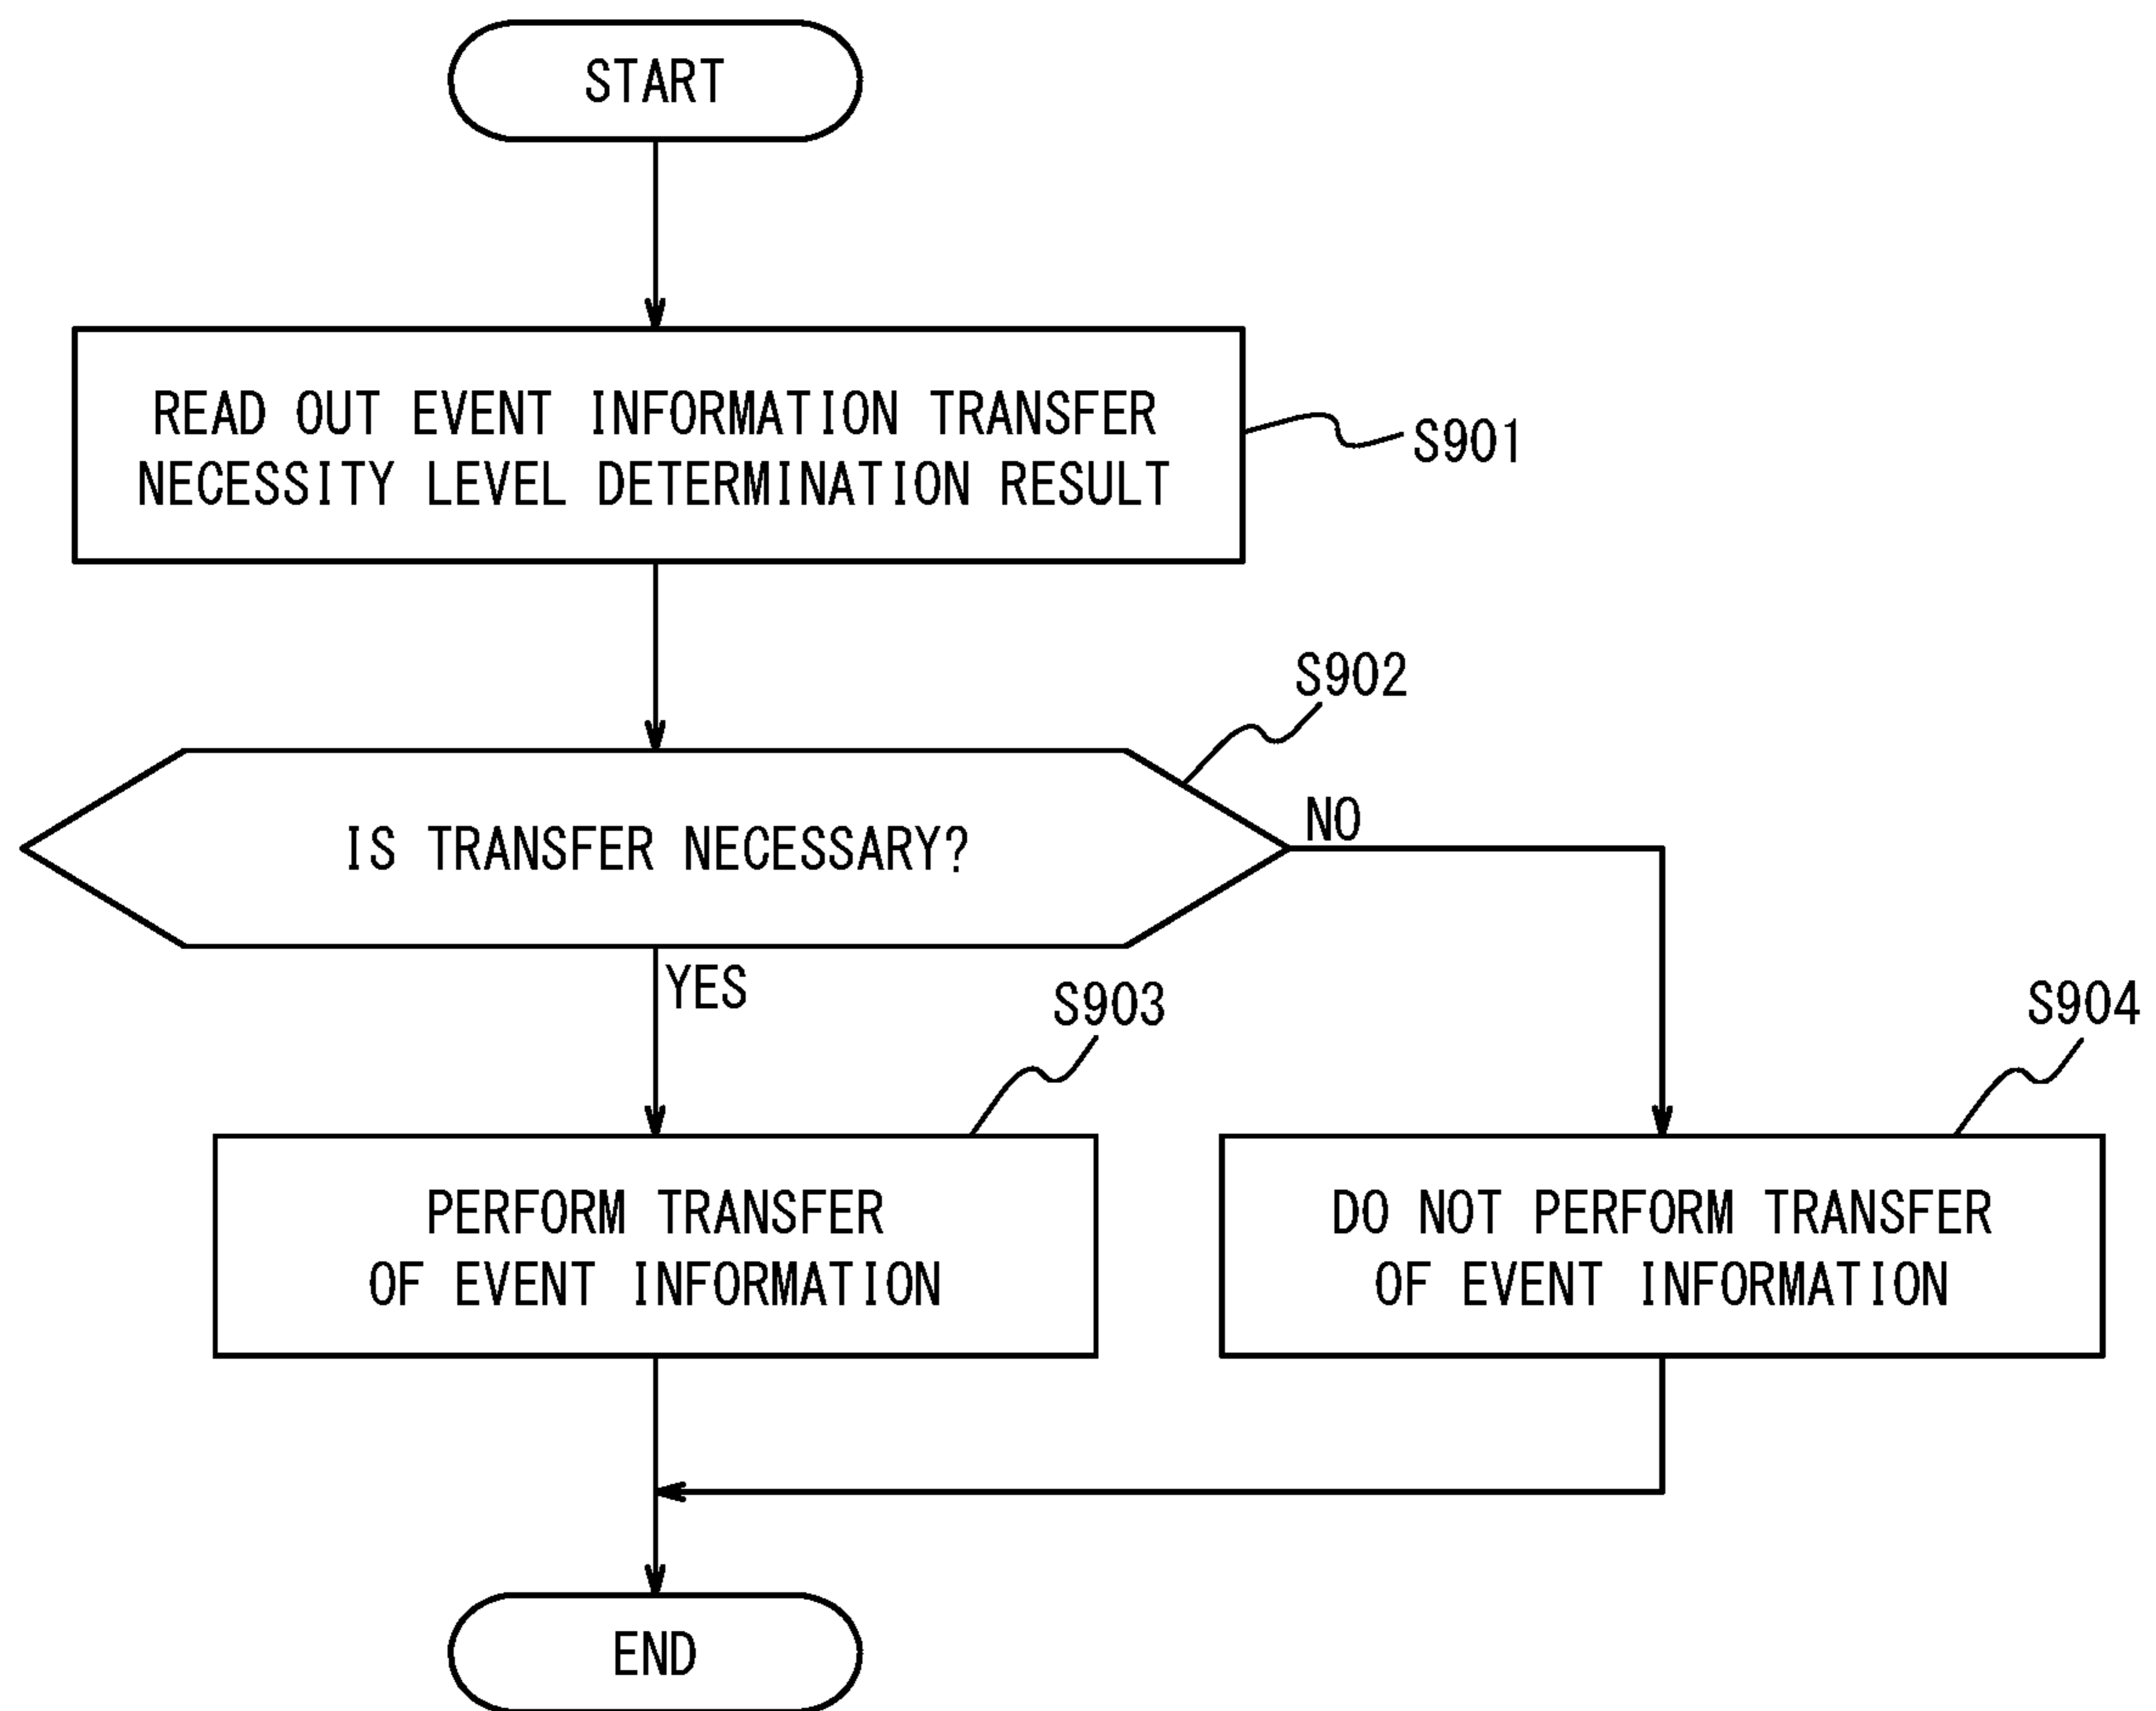 START
READ OUT EVENT INFORMATION TRANSFER
NECESSITY LEVEL DETERMINATION RESULT
S901
S902
IS TRANSFER NECESSARY?
NO
YES
S903
S904
PERFORM TRANSFER
OF EVENT INFORMATION
DO NOT PERFORM TRANSFER
OF EVENT INFORMATION
END